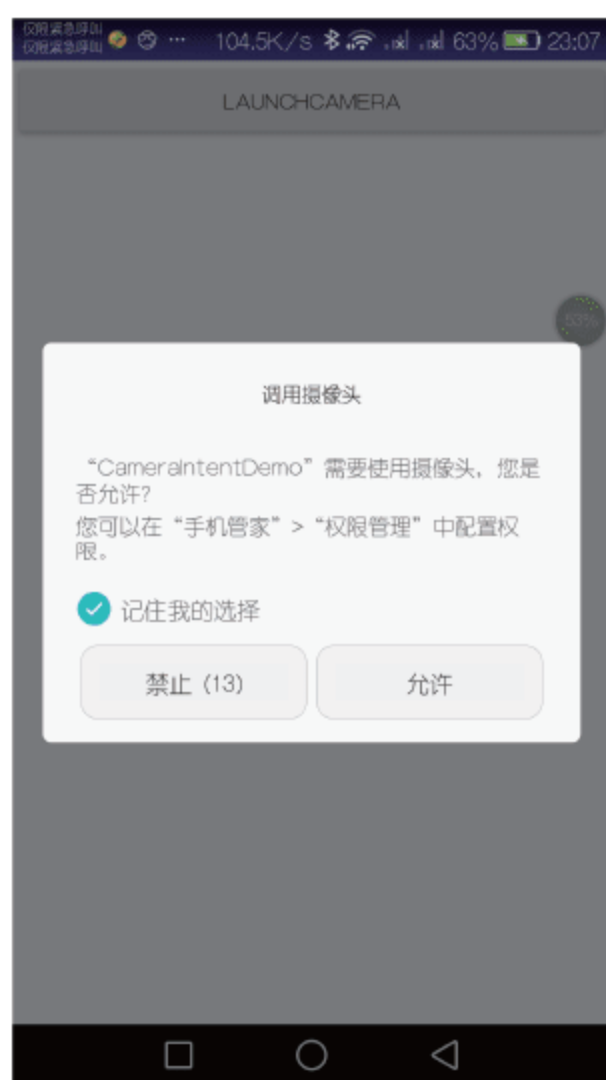 仅限紧急呼叫
仅限紧急呼叫
104.5K/s 63% 23:07
LAUNCHCAMERA
53%
调用摄像头
“CameraIntentDemo”需要使用摄像头，您是
否允许？
您可以在“手机管家”>“权限管理”中配置权
限。
记住我的选择
禁止 (13) 允许